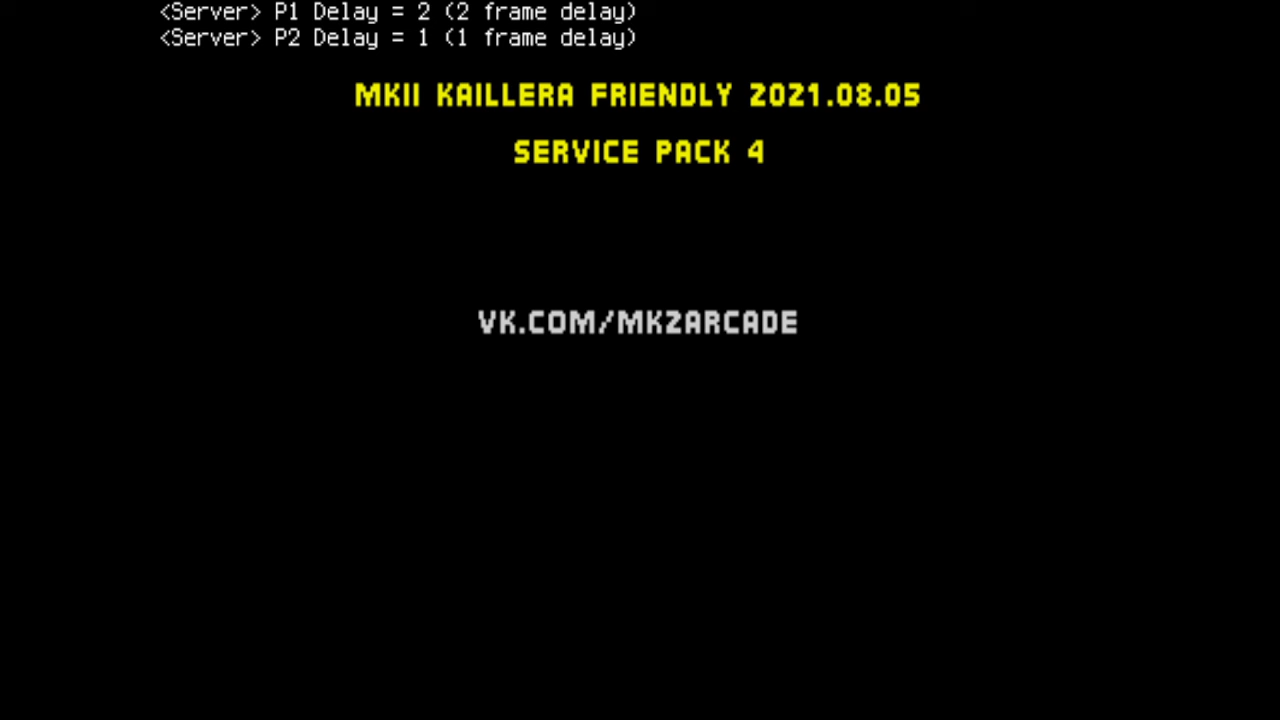 <Server> P1 Delay = 2 (2 frame delay)
<Server> P2 Delay = 1 (1 frame delay)
MKII KAILLERA FRIENDLY 2021.08.05
SERVICE PACK 4
VK.COM/MK2ARCADE